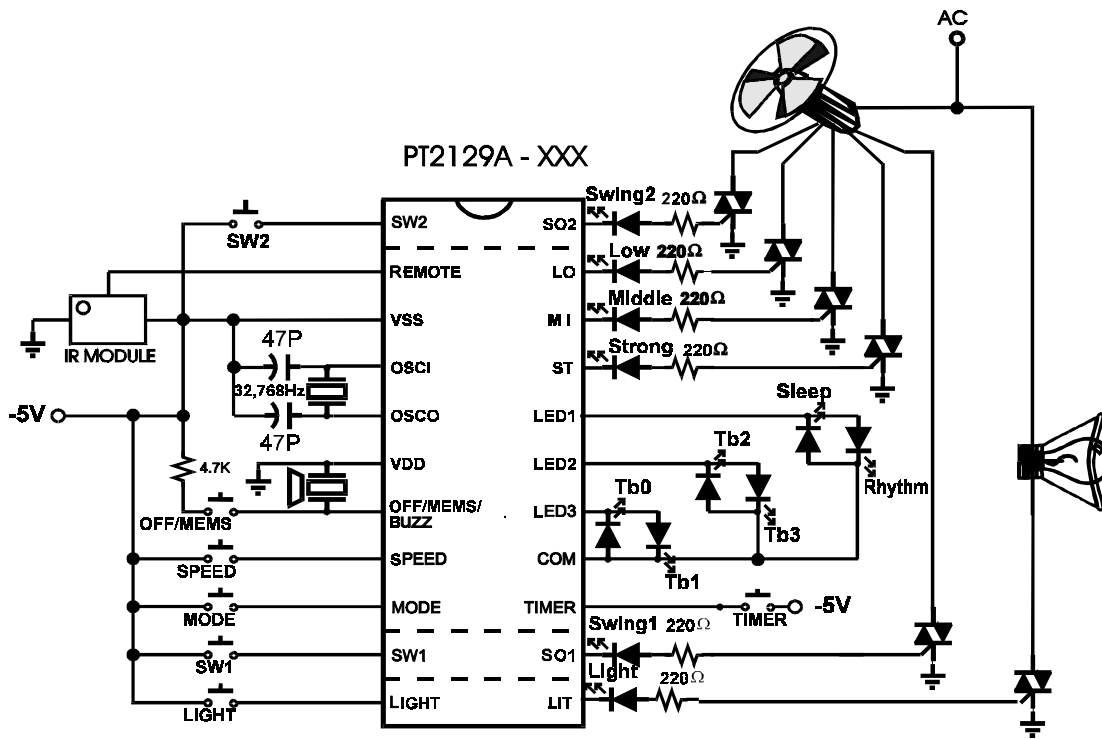 AC
PT2129A - XXX
SW2
SW2
REMOTE
IR MODULE
VSS
47P
OSCI
32,768Hz
-5V
OSCO
47P
4.7K
VDD
OFF/MEMS
OFF/MEMS/
BUZZ
SPEED
SPEED
MODE
MODE
SW1
SW1
LIGHT
LIGHT
Swing2 220Ω
SO2
Low 220Ω
LO
Middle 220Ω
MI
Strong 220Ω
ST
Sleep
LED1
Rhythm
Tb2
LED2
Tb3
Tb0
LED3
Tb1
COM
TIMER
TIMER
-5V
Swing1 220Ω
SO1
Light 220Ω
LIT